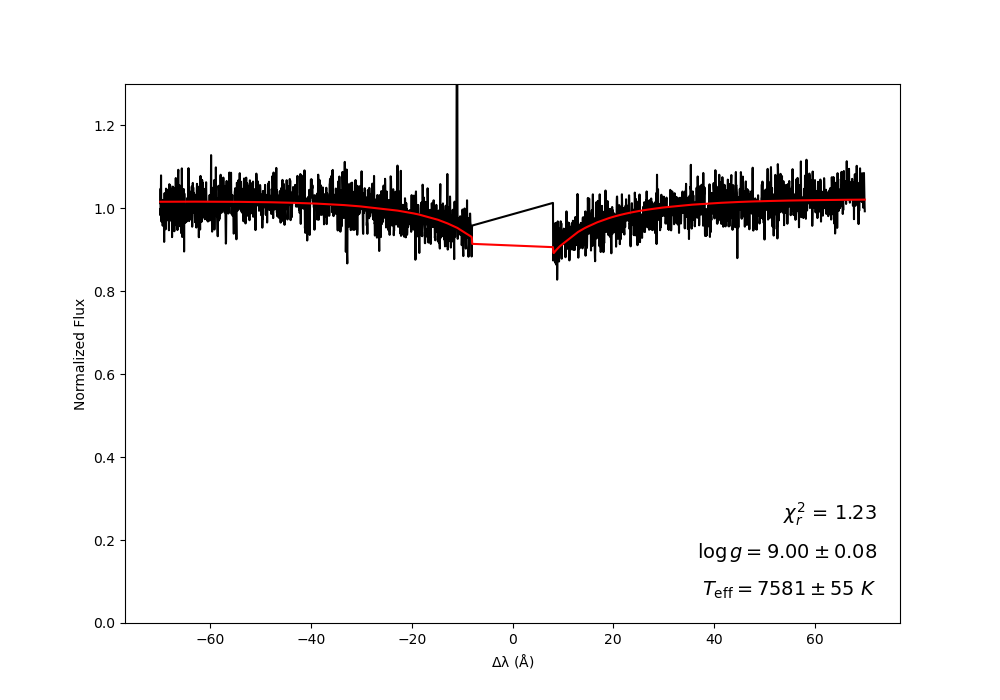 1.2
1.0
0.8
0.6
0.4
0.2
0.0
Normalized Flux
χ²ᵣ = 1.23
log g = 9.00 ± 0.08
T_eff = 7581 ± 55 K
−60 −40 −20 0 20 40 60
Δλ (Å)